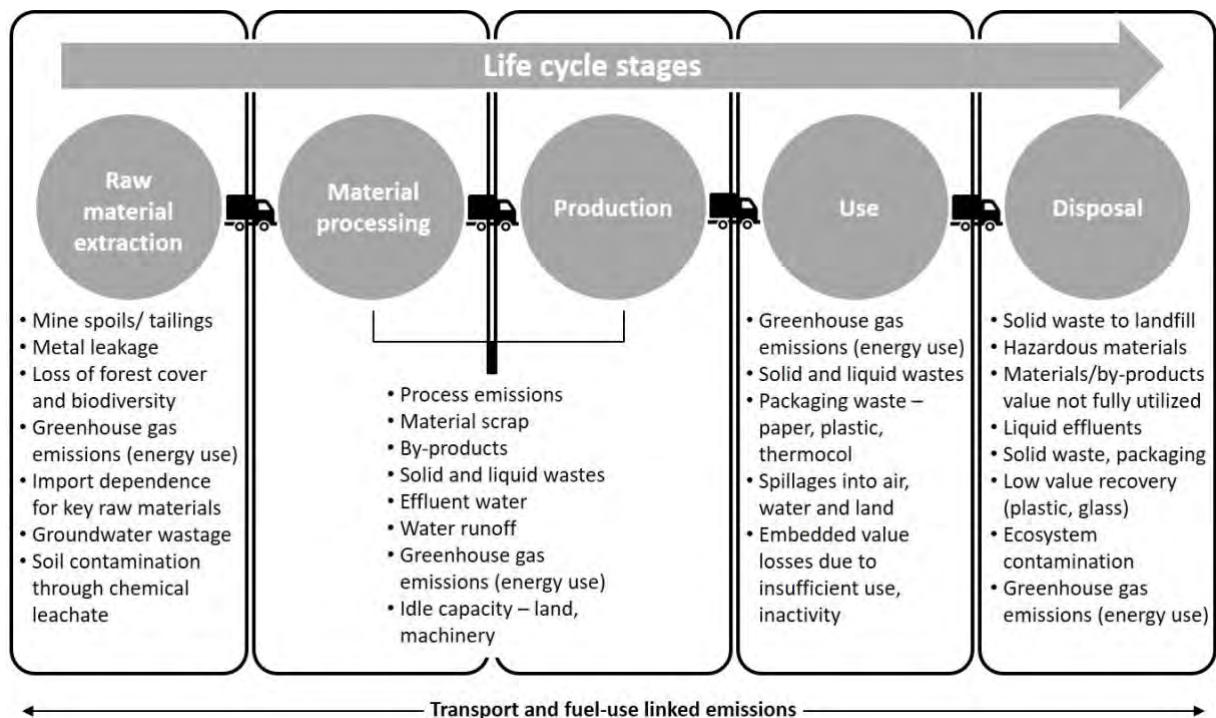 Life cycle stages
Raw
material
extraction
Material
processing
Production
Use
Disposal
• Mine spoils/ tailings
• Metal leakage
• Loss of forest cover
and biodiversity
• Greenhouse gas
emissions (energy use)
• Import dependence
for key raw materials
• Groundwater wastage
• Soil contamination
through chemical
leachate
• Process emissions
• Material scrap
• By-products
• Solid and liquid wastes
• Effluent water
• Water runoff
• Greenhouse gas
emissions (energy use)
• Idle capacity – land,
machinery
• Greenhouse gas
emissions (energy use)
• Solid and liquid wastes
• Packaging waste –
paper, plastic,
thermocol
• Spillages into air,
water and land
• Embedded value
losses due to
insufficient use,
inactivity
• Solid waste to landfill
• Hazardous materials
• Materials/by-products
value not fully utilized
• Liquid effluents
• Solid waste, packaging
• Low value recovery
(plastic, glass)
• Ecosystem
contamination
• Greenhouse gas
emissions (energy use)
Transport and fuel-use linked emissions